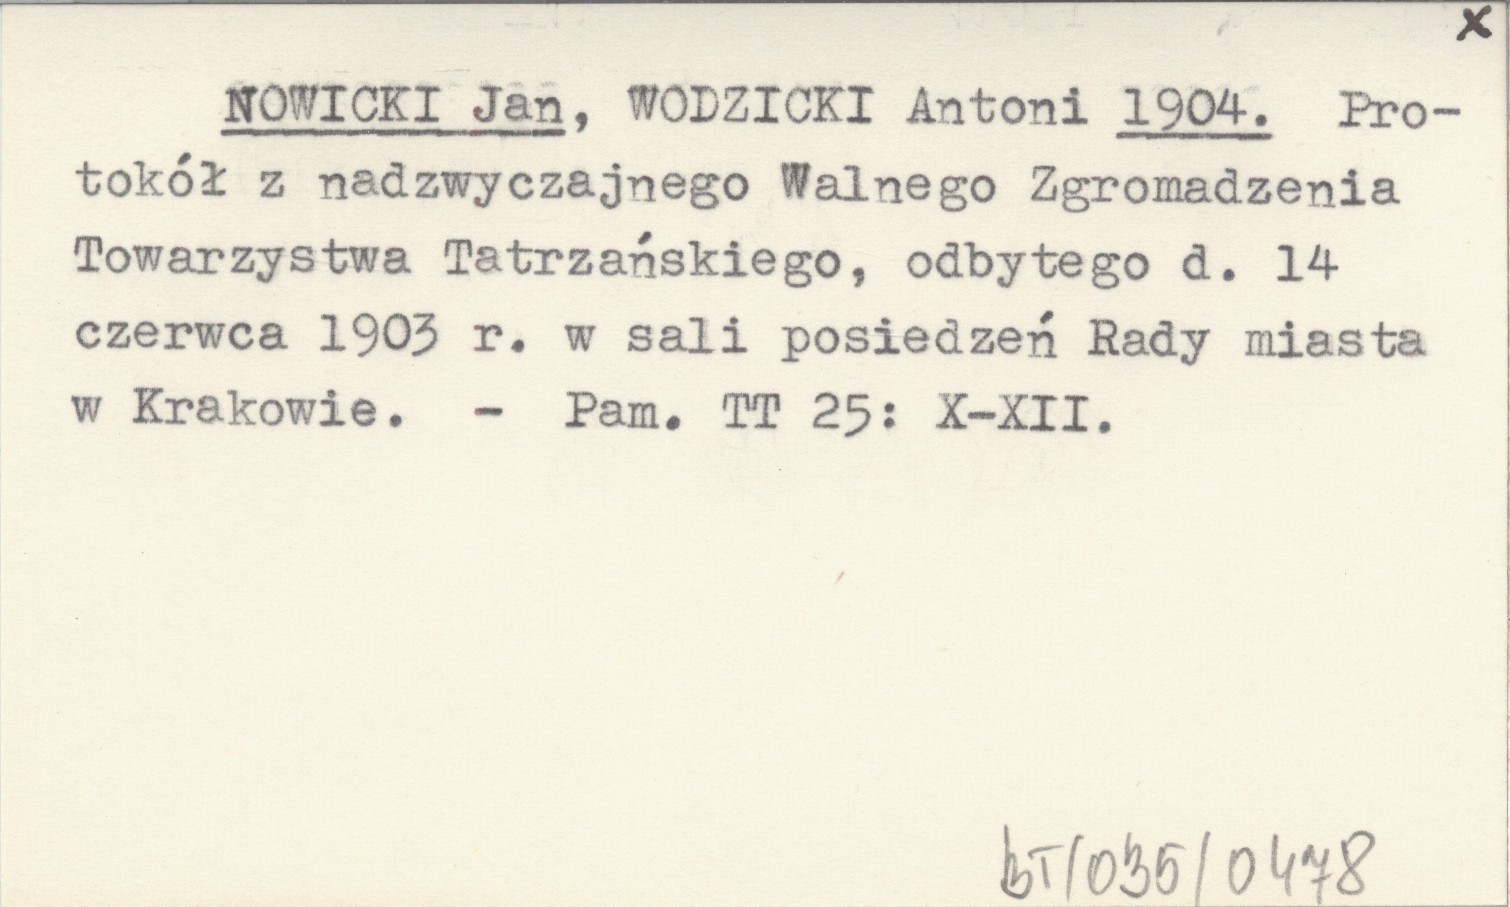 x
NOWICKI Jan, WODZICKI Antoni 1904. Pro-
tokół z nadzwyczajnego Walnego Zgromadzenia
Towarzystwa Tatrzańskiego, odbytego d. 14
czerwca 1903 r. w sali posiedzeń Rady miasta
w Krakowie. - Pam. TT 25: X-XII.
BT/035/0478